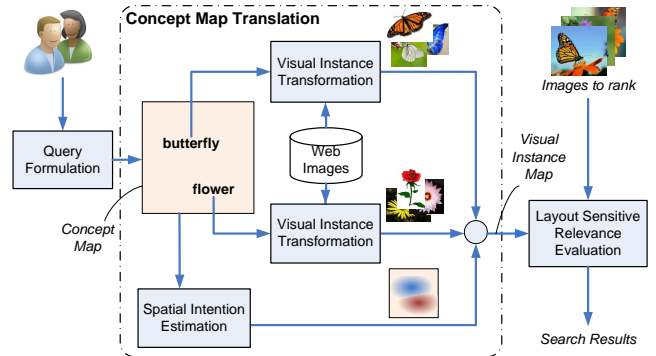 Concept Map Translation
Visual Instance
Transformation
Images to rank
butterfly
Query
Formulation
Web
Images
Visual
Instance
Map
flower
Concept
Map
Visual Instance
Transformation
Layout Sensitive
Relevance
Evaluation
Spatial Intention
Estimation
Search Results